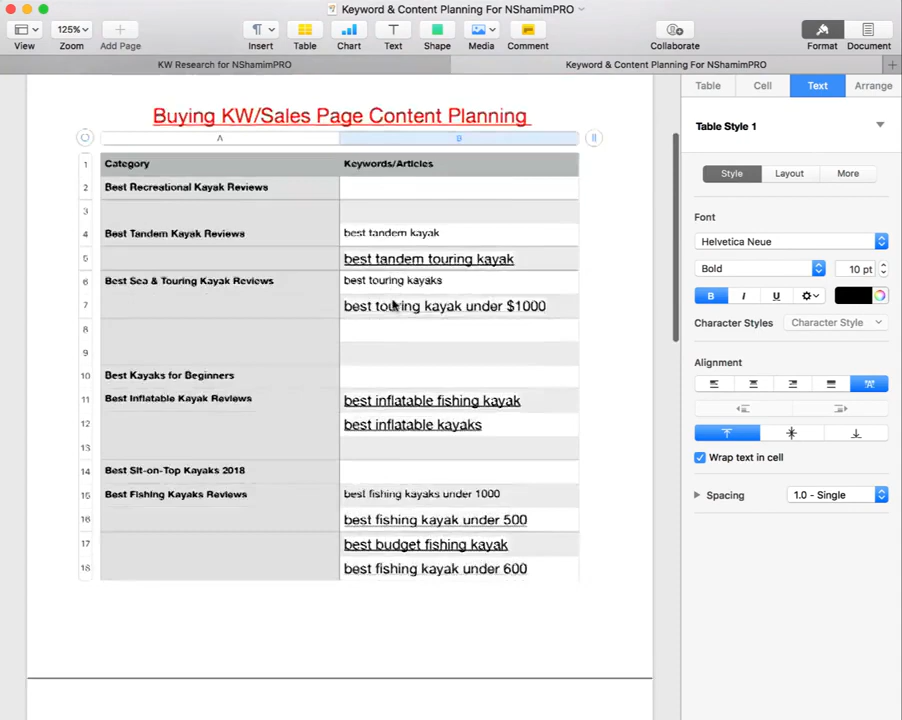 Keyword & Content Planning For NShamimPRO
125%
View
Zoom
Add Page
Insert
Table
Chart
Text
Shape
Media
Comment
Collaborate
Format
Document
KW Research for NShamimPRO
Keyword & Content Planning For NShamimPRO
Table
Cell
Text
Arrange
Buying KW/Sales Page Content Planning
A
B
Table Style 1
1 Category Keywords/Articles
2 Best Recreational Kayak Reviews
3
4 Best Tandem Kayak Reviews best tandem kayak
5 best tandem touring kayak
6 Best Sea & Touring Kayak Reviews best touring kayaks
7 best touring kayak under $1000
8
9
10 Best Kayaks for Beginners
11 Best Inflatable Kayak Reviews best inflatable fishing kayak
12 best inflatable kayaks
13
14 Best Sit-on-Top Kayaks 2018
15 Best Fishing Kayaks Reviews best fishing kayaks under 1000
16 best fishing kayak under 500
17 best budget fishing kayak
18 best fishing kayak under 600
Style
Layout
More
Font
Helvetica Neue
Bold
10 pt
B
I
U
Character Styles
Character Style
Alignment
Wrap text in cell
Spacing
1.0 - Single